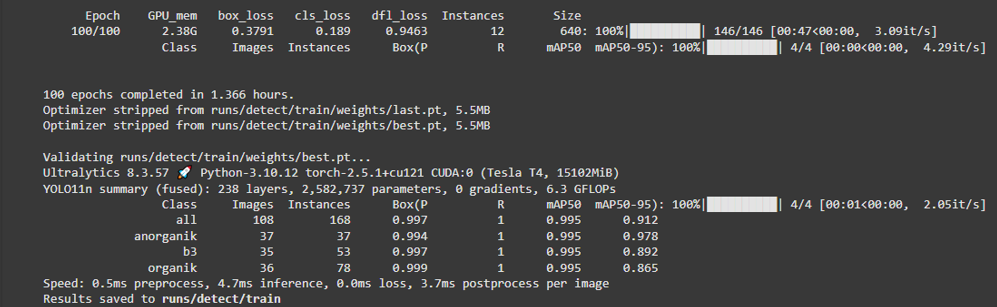 Epoch GPU_mem box_loss cls_loss dfl_loss Instances Size
100/100 2.38G 0.3791 0.189 0.9463 12 640: 100%|██████████| 146/146 [00:47<00:00, 3.09it/s]
Class Images Instances Box(P R mAP50 mAP50-95): 100%|██████████| 4/4 [00:00<00:00, 4.29it/s]
100 epochs completed in 1.366 hours.
Optimizer stripped from runs/detect/train/weights/last.pt, 5.5MB
Optimizer stripped from runs/detect/train/weights/best.pt, 5.5MB
Validating runs/detect/train/weights/best.pt...
Ultralytics 8.3.57 🚀 Python-3.10.12 torch-2.5.1+cu121 CUDA:0 (Tesla T4, 15102MiB)
YOLO11n summary (fused): 238 layers, 2,582,737 parameters, 0 gradients, 6.3 GFLOPs
Class Images Instances Box(P R mAP50 mAP50-95): 100%|██████████| 4/4 [00:01<00:00, 2.05it/s]
all 108 168 0.997 1 0.995 0.912
anorganik 37 37 0.994 1 0.995 0.978
b3 35 53 0.997 1 0.995 0.892
organik 36 78 0.999 1 0.995 0.865
Speed: 0.5ms preprocess, 4.7ms inference, 0.0ms loss, 3.7ms postprocess per image
Results saved to runs/detect/train